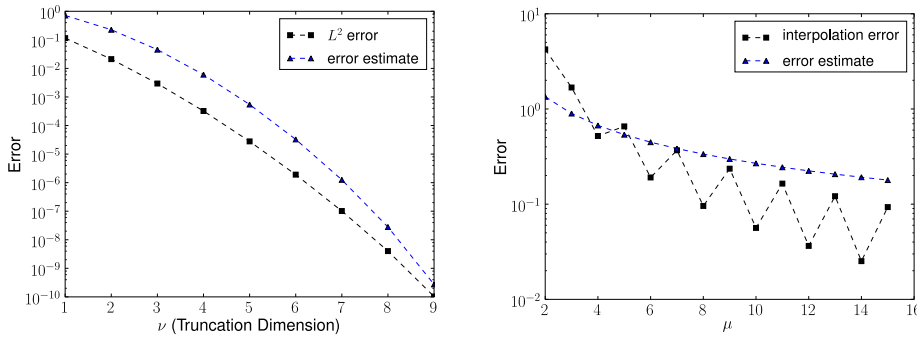 10^1
10^0
10^-1
10^-2
10^-3
10^-4
10^-5
10^-6
10^-7
10^-8
10^-9
10^-10
Error
1 2 3 4 5 6 7 8 9
ν (Truncation Dimension)
L^2 error
error estimate
10^1
10^0
10^-1
10^-2
Error
2 4 6 8 10 12 14 16
μ
interpolation error
error estimate